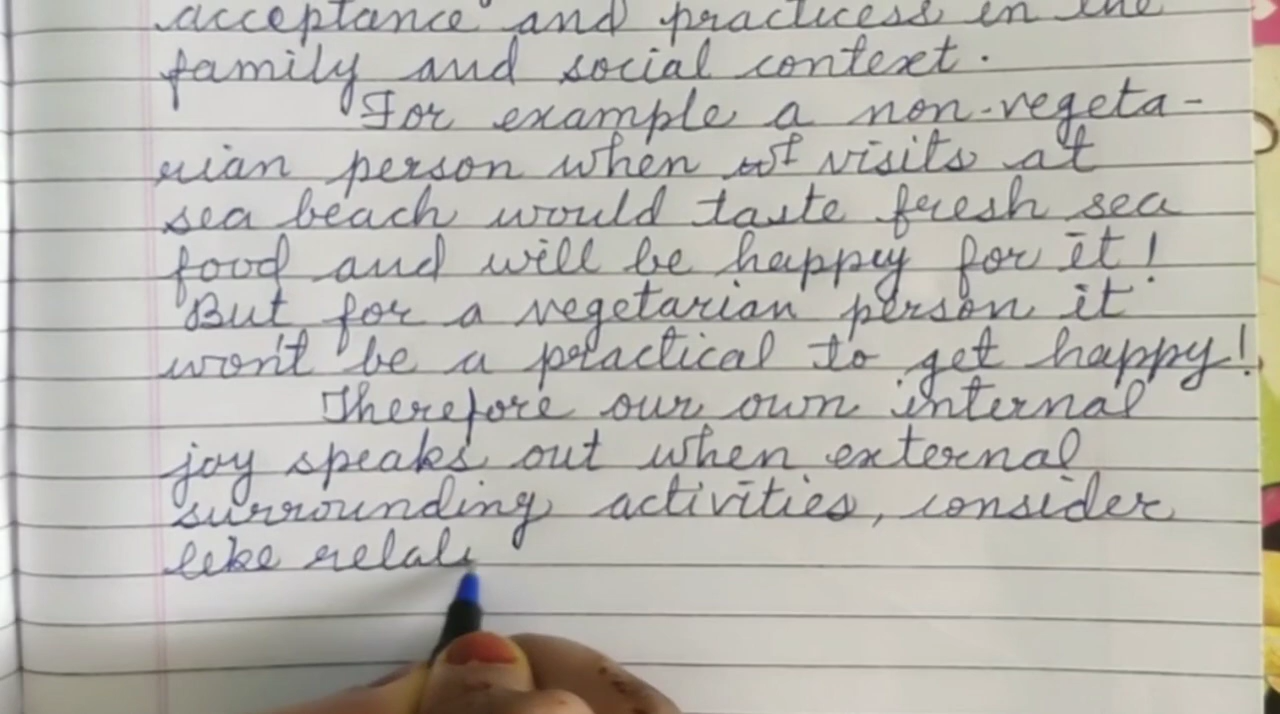 acceptance and practicess in the
family and social context.
For example a non-vegeta-
rian person when visits at
sea beach would taste fresh sea
food and will be happy for it!
But for a vegetarian person it
won't be a practical to get happy!
Therefore our own internal
joy speaks out when external
surrounding activities, consider
like relati